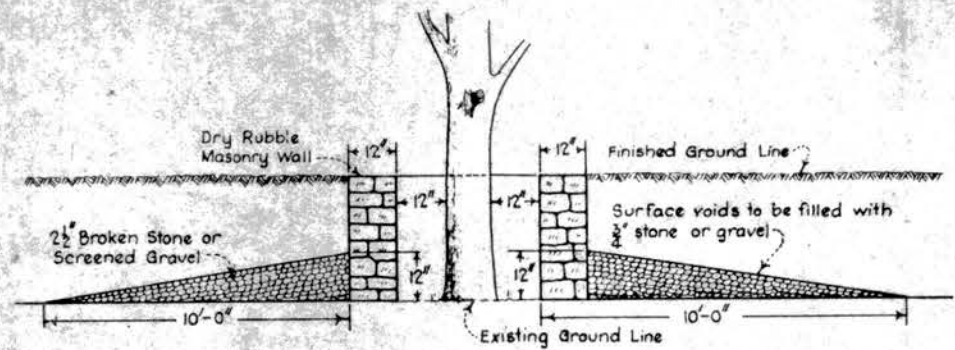 Dry Rubble
Masonry Wall
12"
12"
Finished Ground Line
12"
12"
2½" Broken Stone or
Screened Gravel
Surface voids to be filled with
¾" stone or gravel
12"
12"
10'-0"
10'-0"
Existing Ground Line